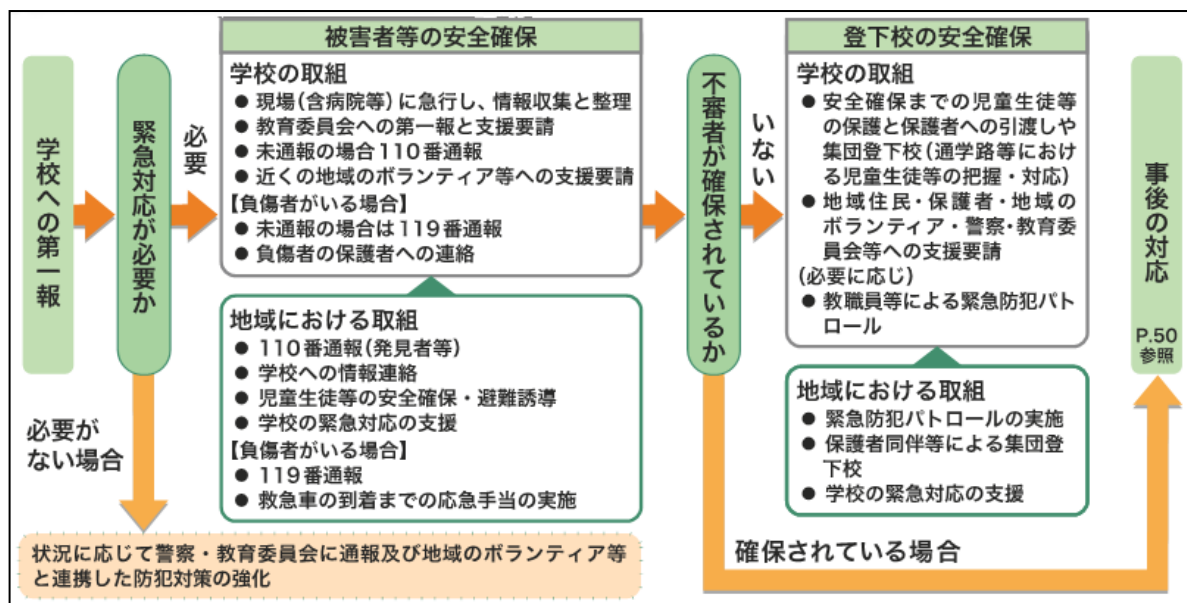 学校への第一報
緊急対応が必要か
必要
被害者等の安全確保
学校の取組
● 現場(含病院等)に急行し、情報収集と整理
● 教育委員会への第一報と支援要請
● 未通報の場合110番通報
● 近くの地域のボランティア等への支援要請
【負傷者がいる場合】
● 未通報の場合は119番通報
● 負傷者の保護者への連絡
地域における取組
● 110番通報(発見者等)
● 学校への情報連絡
● 児童生徒等の安全確保・避難誘導
● 学校の緊急対応の支援
【負傷者がいる場合】
● 119番通報
● 救急車の到着までの応急手当の実施
必要が
ない場合
状況に応じて警察・教育委員会に通報及び地域のボランティア等
と連携した防犯対策の強化
不審者が確保されているか
いない
登下校の安全確保
学校の取組
● 安全確保までの児童生徒等
の保護と保護者への引渡しや
集団登下校(通学路等におけ
る児童生徒等の把握・対応)
● 地域住民・保護者・地域の
ボランティア・警察・教育委
員会等への支援要請
(必要に応じ)
● 教職員等による緊急防犯パト
ロール
地域における取組
● 緊急防犯パトロールの実施
● 保護者同伴等による集団登
下校
● 学校の緊急対応の支援
確保されている場合
事後の対応
P.50
参照